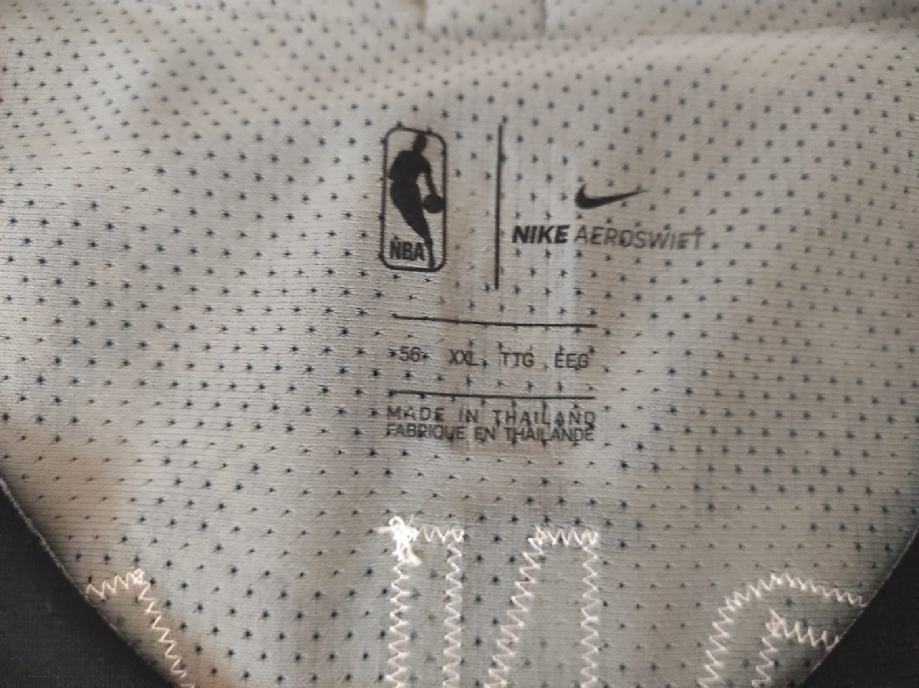 NBA
NIKE AEROSWIFT
56 XXL TTG EEG
MADE IN THAILAND
FABRIQUE EN THAILANDE